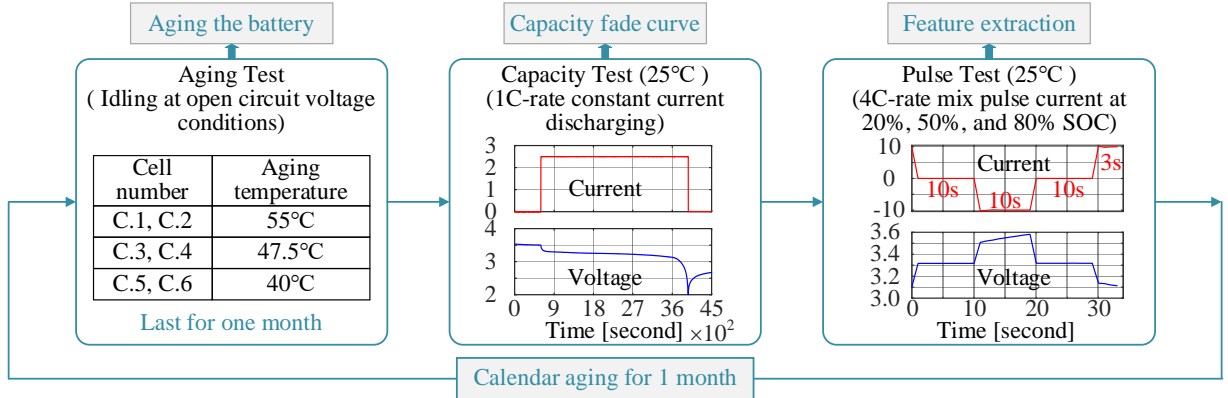 Aging the battery
Capacity fade curve
Feature extraction
Aging Test
( Idling at open circuit voltage
conditions)
Cell
number
Aging
temperature
C.1, C.2
55°C
C.3, C.4
47.5°C
C.5, C.6
40°C
Last for one month
Capacity Test (25°C )
(1C-rate constant current
discharging)
3
2
1
0
Current
4
3
2
Voltage
0 9 18 27 36 45
Time [second] ×10²
Pulse Test (25°C )
(4C-rate mix pulse current at
20%, 50%, and 80% SOC)
10
0
-10
Current
3s
10s
10s
10s
3.6
3.4
3.2
3.0
Voltage
0 10 20 30
Time [second]
Calendar aging for 1 month